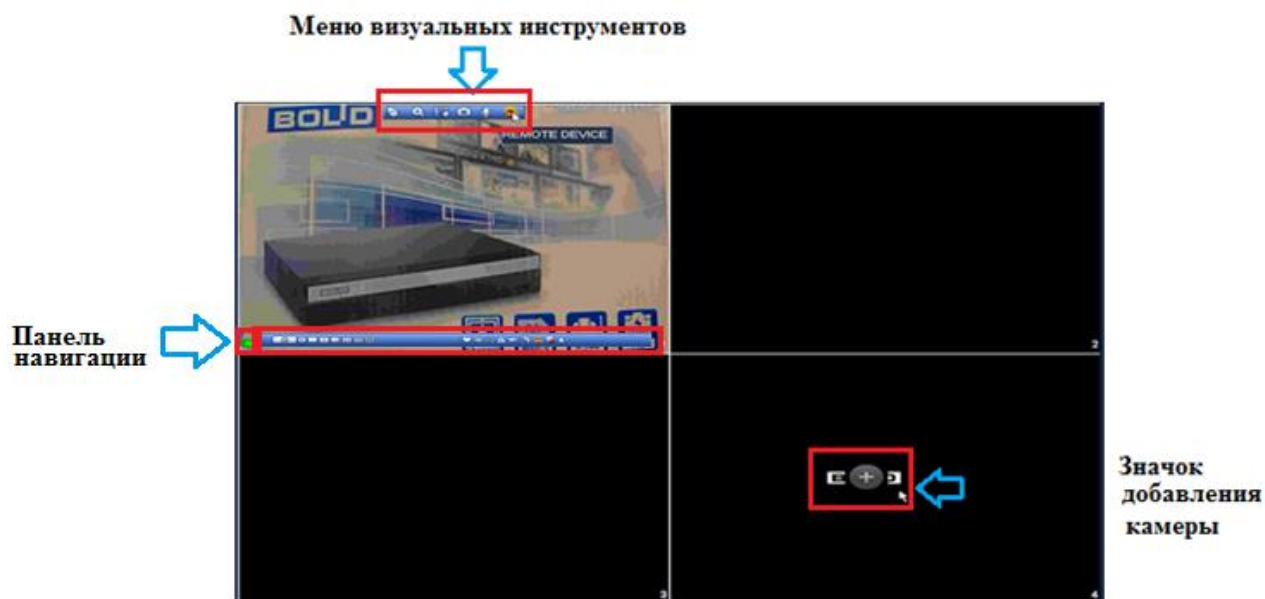 Меню визуальных инструментов
BOLID
REMOTE DEVICE
Панель
навигации
2
Значок
добавления
камеры
3
4